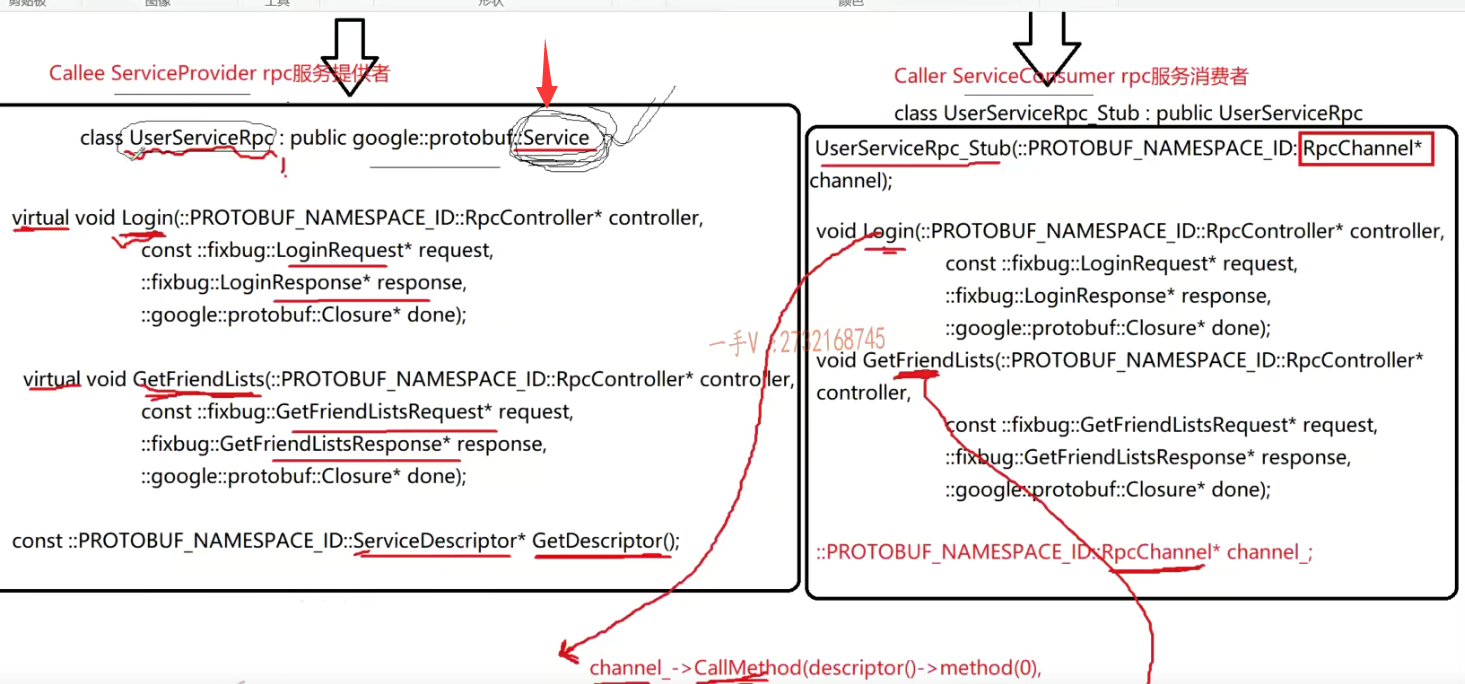 剪贴板
图像
工具
形状
颜色
Callee ServiceProvider rpc服务提供者
class UserServiceRpc : public google::protobuf::Service
virtual void Login(::PROTOBUF_NAMESPACE_ID::RpcController* controller,
const ::fixbug::LoginRequest* request,
::fixbug::LoginResponse* response,
::google::protobuf::Closure* done);
virtual void GetFriendLists(::PROTOBUF_NAMESPACE_ID::RpcController* controller,
const ::fixbug::GetFriendListsRequest* request,
::fixbug::GetFriendListsResponse* response,
::google::protobuf::Closure* done);
const ::PROTOBUF_NAMESPACE_ID::ServiceDescriptor* GetDescriptor();
Caller ServiceConsumer rpc服务消费者
class UserServiceRpc_Stub : public UserServiceRpc
UserServiceRpc_Stub(::PROTOBUF_NAMESPACE_ID::RpcChannel*
channel);
void Login(::PROTOBUF_NAMESPACE_ID::RpcController* controller,
const ::fixbug::LoginRequest* request,
::fixbug::LoginResponse* response,
::google::protobuf::Closure* done);
void GetFriendLists(::PROTOBUF_NAMESPACE_ID::RpcController*
controller,
const ::fixbug::GetFriendListsRequest* request,
::fixbug::GetFriendListsResponse* response,
::google::protobuf::Closure* done);
::PROTOBUF_NAMESPACE_ID::RpcChannel* channel_;
一手V :2732168745
channel_->CallMethod(descriptor()->method(0),